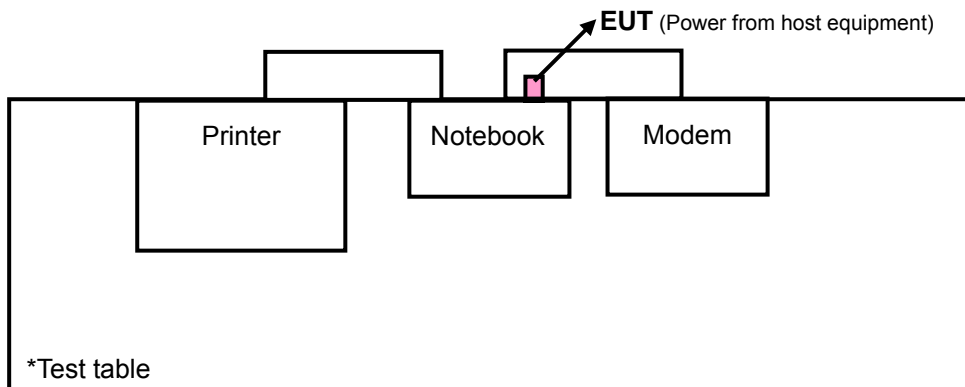 EUT (Power from host equipment)
Printer
Notebook
Modem
*Test table